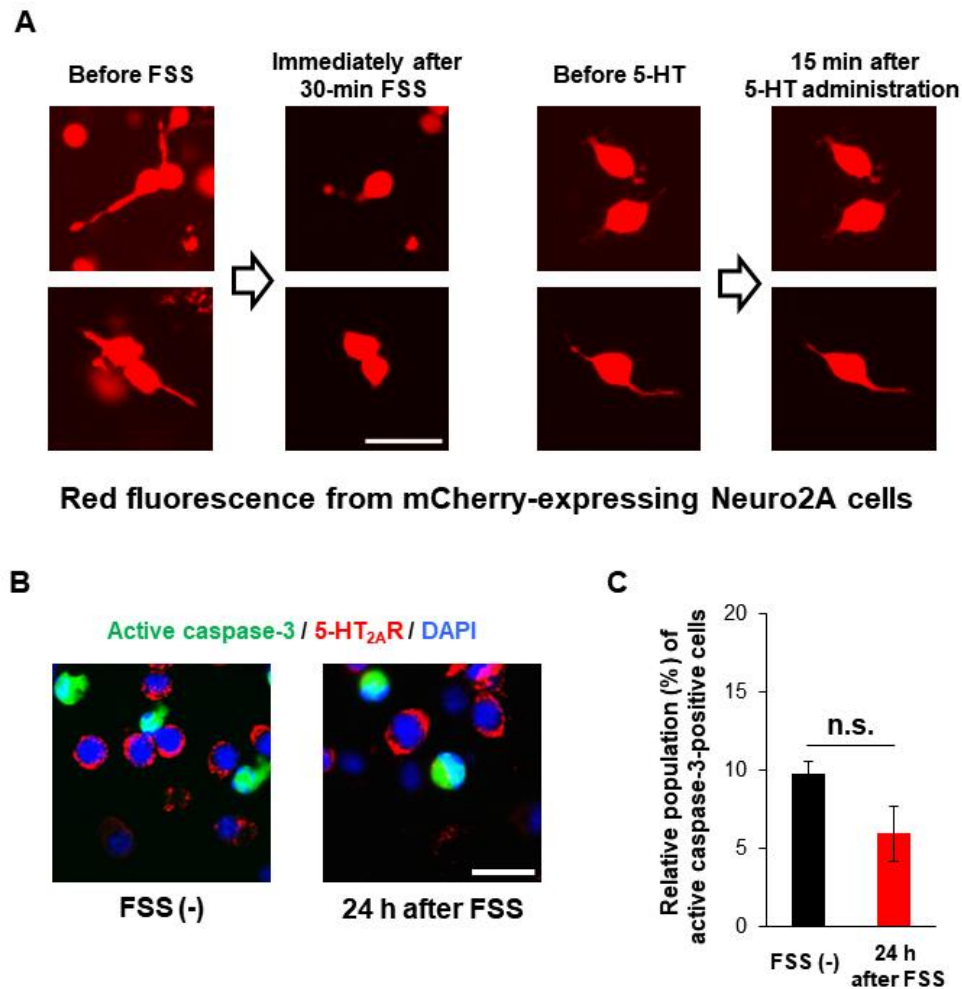 A
Before FSS
Immediately after
30-min FSS
Before 5-HT
15 min after
5-HT administration
Red fluorescence from mCherry-expressing Neuro2A cells
B
Active caspase-3 / 5-HT2AR / DAPI
FSS (-)
24 h after FSS
C
Relative population (%) of
active caspase-3-positive cells
20
15
10
5
0
n.s.
FSS (-)
24 h
after FSS